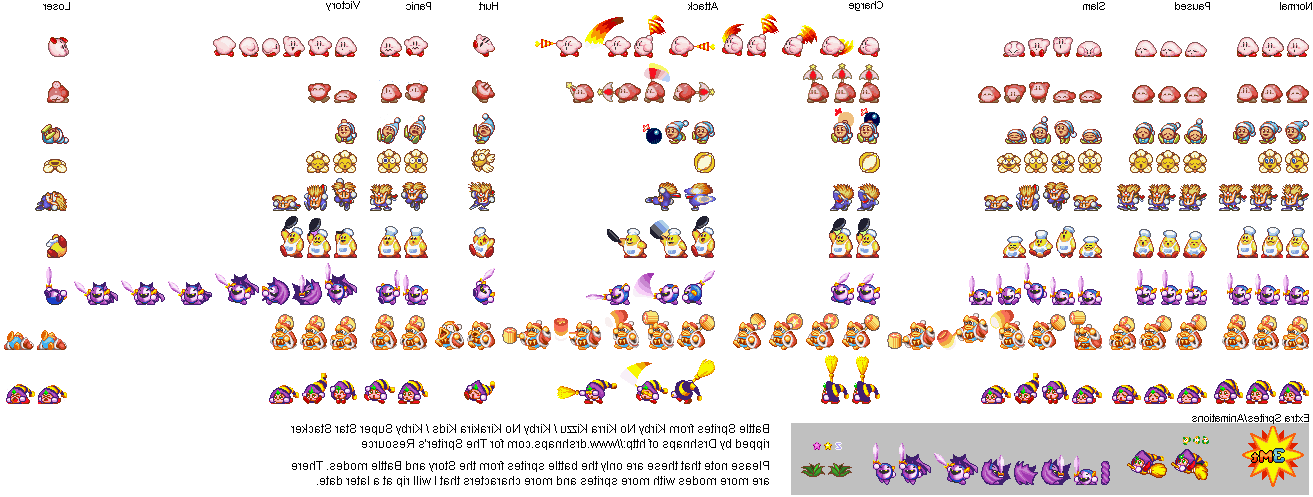 Normal Paused Slam Charge Attack Hurt Panic Victory Loser
Extra Sprites/Animations
3M↑
Battle Sprites from Kirby No Kira Kizzu / Kirby No Kirakira Kids / Kirby Super Star Stacker
ripped by Drshnaps of http://www.drshnaps.com for The Spriter's Resource
Please note that these are only the battle sprites from the Story and Battle modes. There
are more modes with more sprites and more characters that I will rip at a later date.